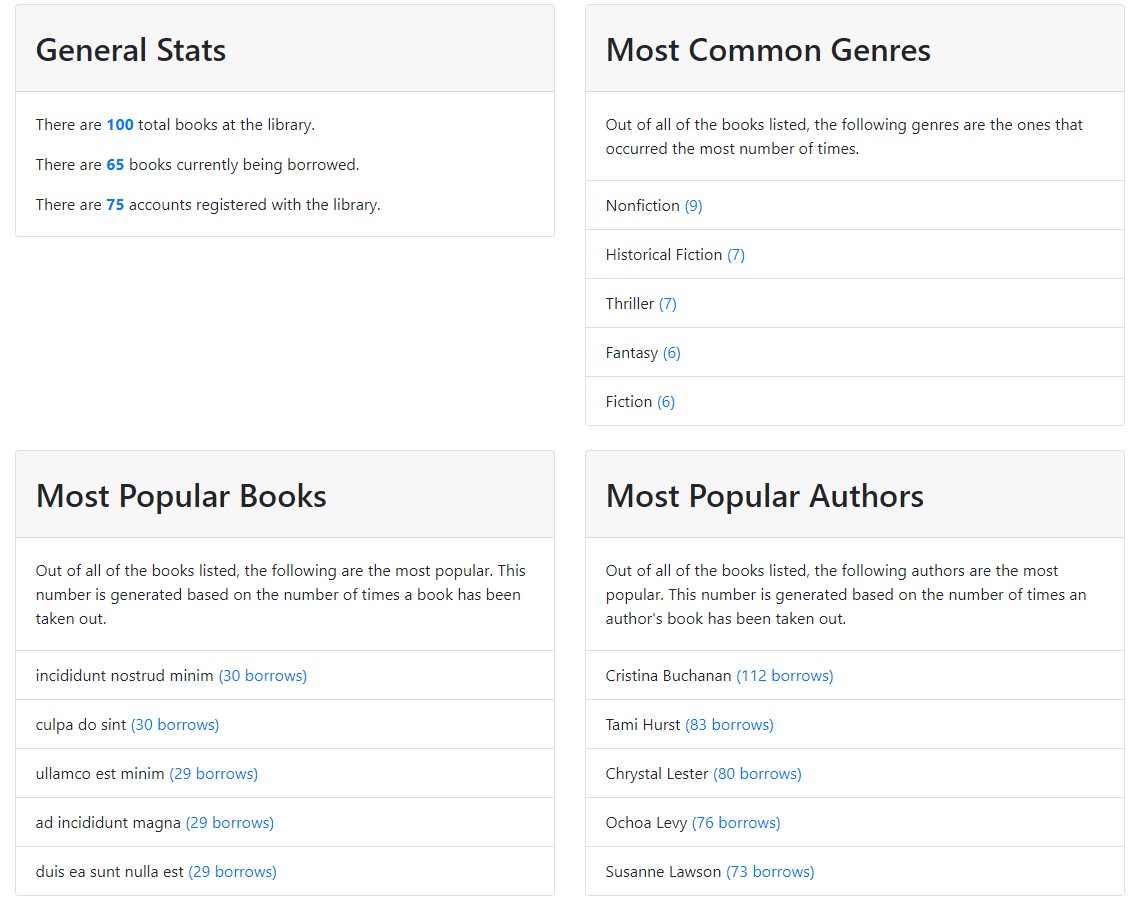 General Stats
There are 100 total books at the library.
There are 65 books currently being borrowed.
There are 75 accounts registered with the library.
Most Common Genres
Out of all of the books listed, the following genres are the ones that
occurred the most number of times.
Nonfiction (9)
Historical Fiction (7)
Thriller (7)
Fantasy (6)
Fiction (6)
Most Popular Books
Out of all of the books listed, the following are the most popular. This
number is generated based on the number of times a book has been
taken out.
incididunt nostrud minim (30 borrows)
culpa do sint (30 borrows)
ullamco est minim (29 borrows)
ad incididunt magna (29 borrows)
duis ea sunt nulla est (29 borrows)
Most Popular Authors
Out of all of the books listed, the following authors are the most
popular. This number is generated based on the number of times an
author's book has been taken out.
Cristina Buchanan (112 borrows)
Tami Hurst (83 borrows)
Chrystal Lester (80 borrows)
Ochoa Levy (76 borrows)
Susanne Lawson (73 borrows)